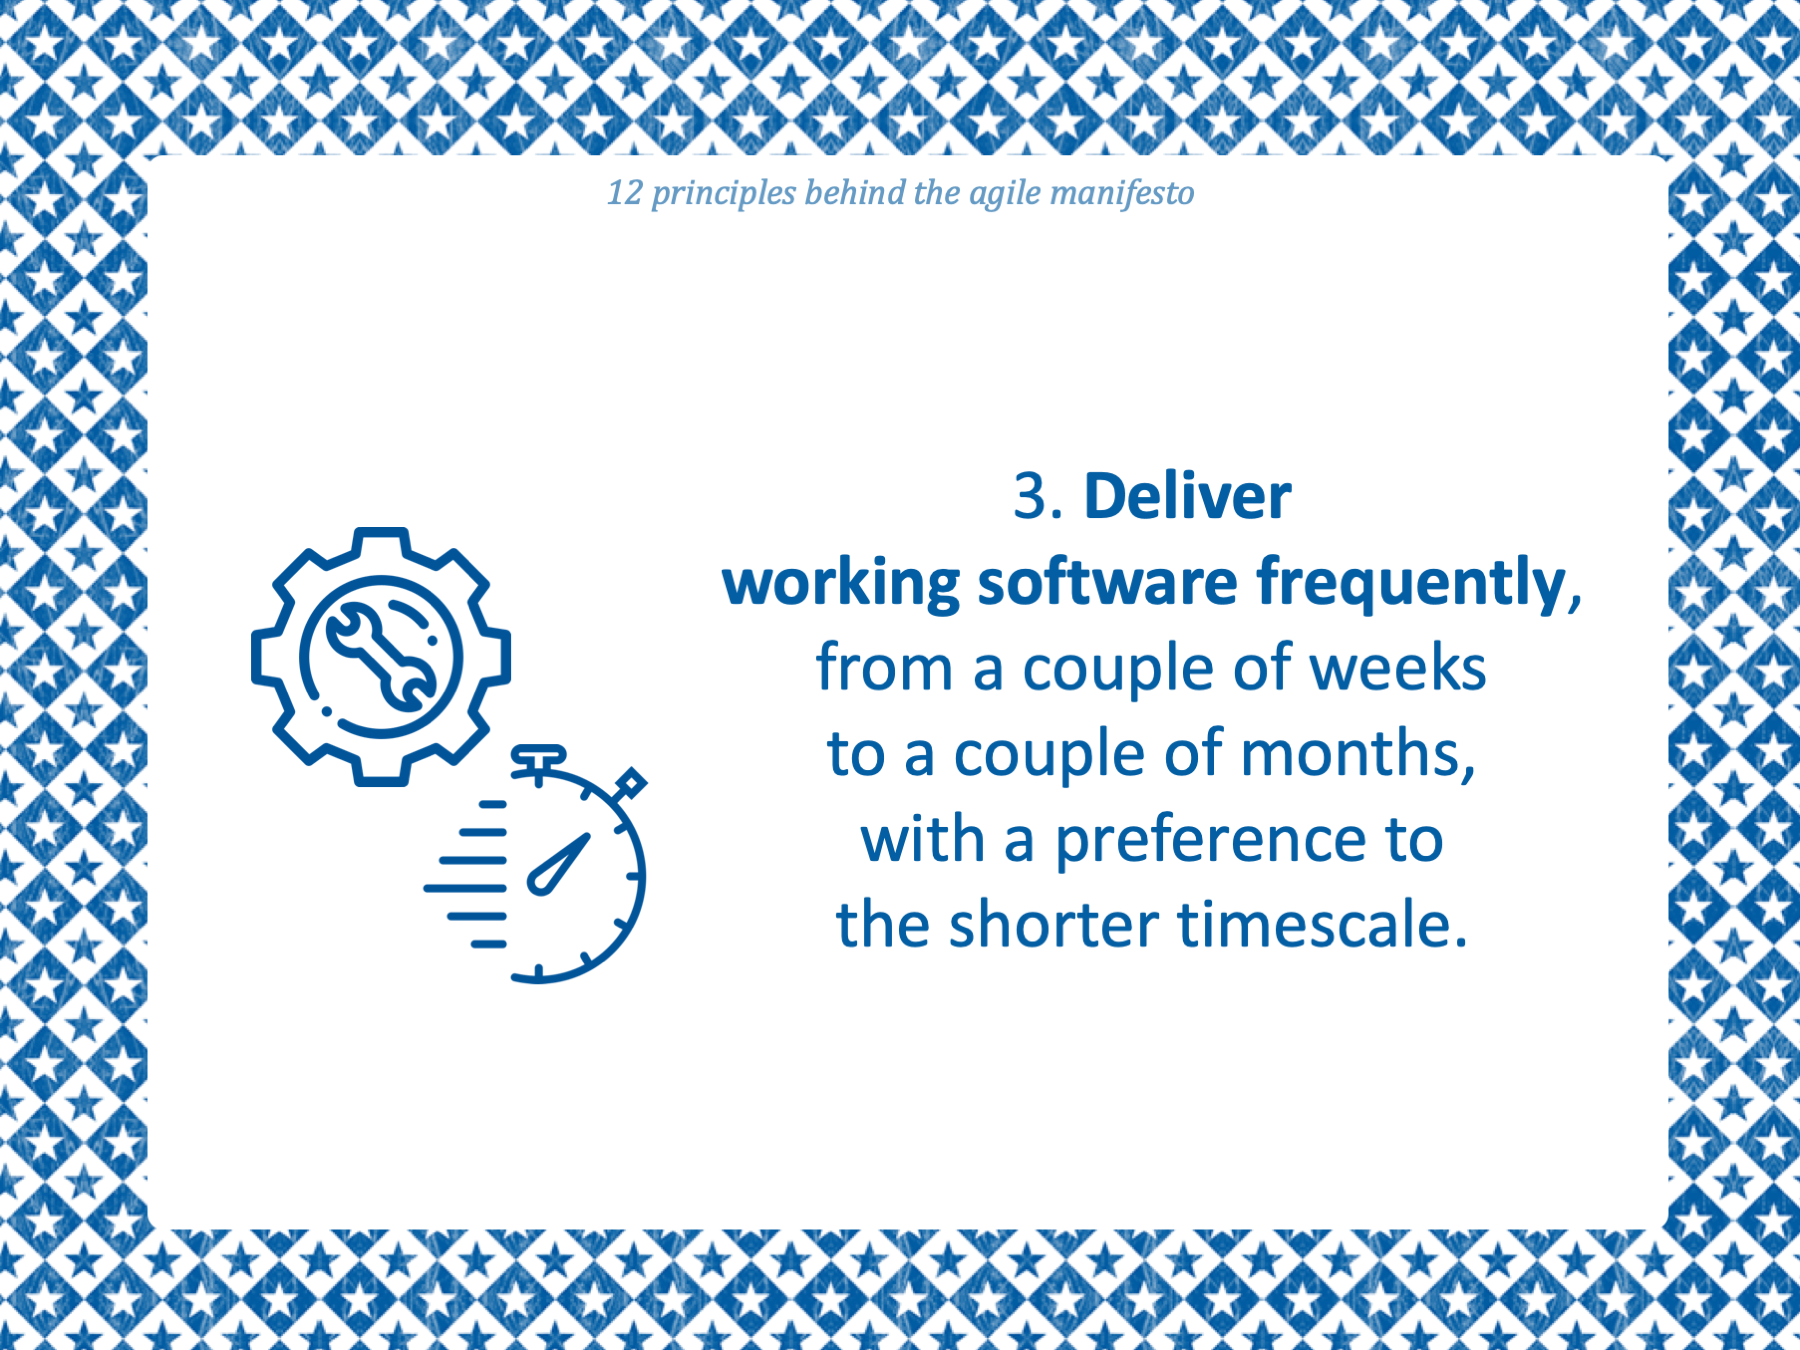 12 principles behind the agile manifesto
3. Deliver
working software frequently,
from a couple of weeks
to a couple of months,
with a preference to
the shorter timescale.